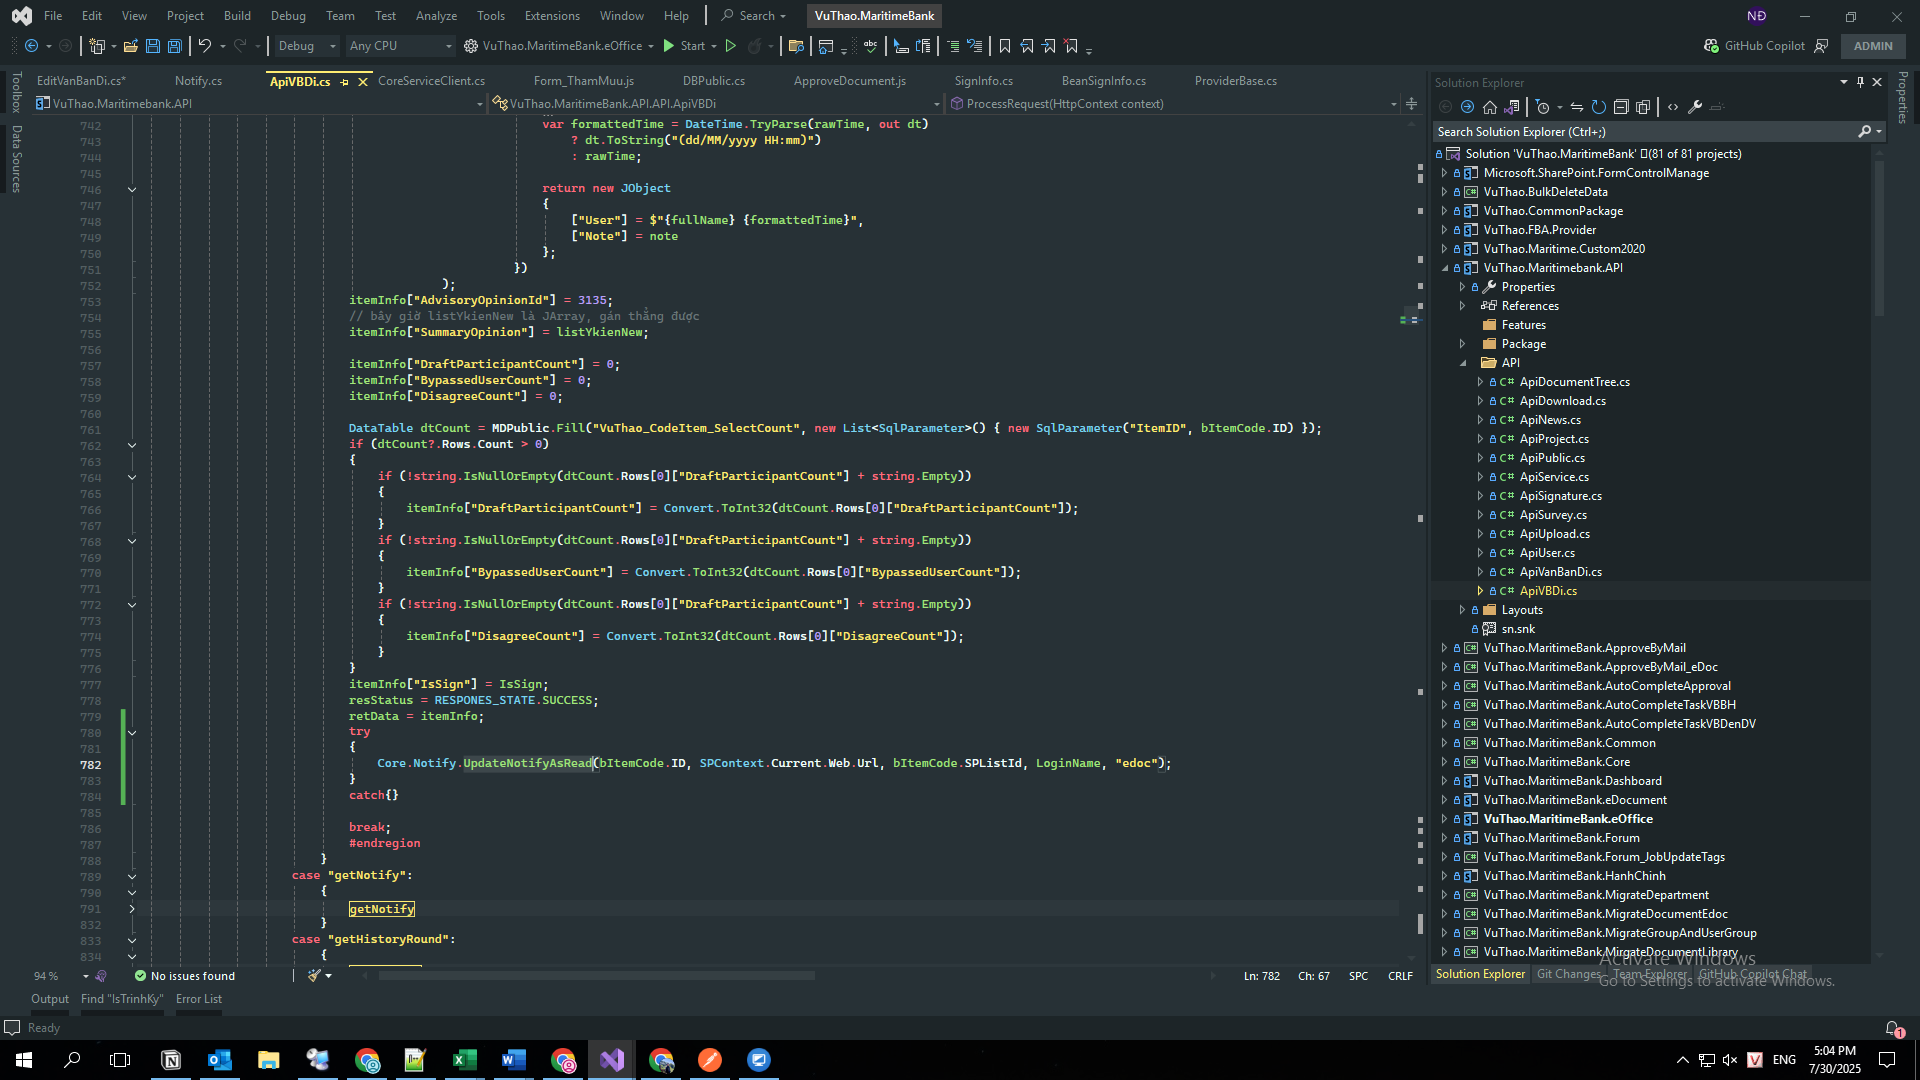 File Edit View Project Build Debug Team Test Analyze Tools Extensions Window Help Search VuThao.MaritimeBank NĐ
Debug Any CPU VuThao.MaritimeBank.eOffice Start GitHub Copilot ADMIN
EditVanBanDi.cs* Notify.cs ApiVBDi.cs CoreServiceClient.cs Form_ThamMuu.js DBPublic.cs ApproveDocument.js SignInfo.cs BeanSignInfo.cs ProviderBase.cs
VuThao.Maritimebank.API VuThao.MaritimeBank.API.API.ApiVBDi ProcessRequest(HttpContext context)
Toolbox
Data Sources
742 var formattedTime = DateTime.TryParse(rawTime, out dt)
743 ? dt.ToString("(dd/MM/yyyy HH:mm)")
744 : rawTime;
745
746 return new JObject
747 {
748 ["User"] = $"{fullName} {formattedTime}",
749 ["Note"] = note
750 };
751 })
752 );
753 itemInfo["AdvisoryOpinionId"] = 3135;
754 // bây giờ listYkienNew là JArray, gán thẳng được
755 itemInfo["SummaryOpinion"] = listYkienNew;
756
757 itemInfo["DraftParticipantCount"] = 0;
758 itemInfo["BypassedUserCount"] = 0;
759 itemInfo["DisagreeCount"] = 0;
760
761 DataTable dtCount = MDPublic.Fill("VuThao_CodeItem_SelectCount", new List<SqlParameter>() { new SqlParameter("ItemID", bItemCode.ID) });
762 if (dtCount?.Rows.Count > 0)
763 {
764 if (!string.IsNullOrEmpty(dtCount.Rows[0]["DraftParticipantCount"] + string.Empty))
765 {
766 itemInfo["DraftParticipantCount"] = Convert.ToInt32(dtCount.Rows[0]["DraftParticipantCount"]);
767 }
768 if (!string.IsNullOrEmpty(dtCount.Rows[0]["DraftParticipantCount"] + string.Empty))
769 {
770 itemInfo["BypassedUserCount"] = Convert.ToInt32(dtCount.Rows[0]["BypassedUserCount"]);
771 }
772 if (!string.IsNullOrEmpty(dtCount.Rows[0]["DraftParticipantCount"] + string.Empty))
773 {
774 itemInfo["DisagreeCount"] = Convert.ToInt32(dtCount.Rows[0]["DisagreeCount"]);
775 }
776 }
777 itemInfo["IsSign"] = IsSign;
778 resStatus = RESPONES_STATE.SUCCESS;
779 retData = itemInfo;
780 try
781 {
782 Core.Notify.UpdateNotifyAsRead(bItemCode.ID, SPContext.Current.Web.Url, bItemCode.SPListId, LoginName, "edoc");
783 }
784 catch{}
785
786 break;
787 #endregion
788 }
789 case "getNotify":
790 {
791 getNotify
832 }
833 case "getHistoryRound":
834 {
94 % No issues found Ln: 782 Ch: 67 SPC CRLF
Output Find "IsTrinhKy" Error List
Ready
Solution Explorer
Properties
Search Solution Explorer (Ctrl+;)
Solution 'VuThao.MaritimeBank' (81 of 81 projects)
Microsoft.SharePoint.FormControlManage
VuThao.BulkDeleteData
VuThao.CommonPackage
VuThao.FBA.Provider
VuThao.Maritime.Custom2020
VuThao.Maritimebank.API
Properties
References
Features
Package
API
C# ApiDocumentTree.cs
C# ApiDownload.cs
C# ApiNews.cs
C# ApiProject.cs
C# ApiPublic.cs
C# ApiService.cs
C# ApiSignature.cs
C# ApiSurvey.cs
C# ApiUpload.cs
C# ApiUser.cs
C# ApiVanBanDi.cs
C# ApiVBDi.cs
Layouts
sn.snk
VuThao.MaritimeBank.ApproveByMail
VuThao.MaritimeBank.ApproveByMail_eDoc
VuThao.MaritimeBank.AutoCompleteApproval
VuThao.MaritimeBank.AutoCompleteTaskVBBH
VuThao.MaritimeBank.AutoCompleteTaskVBDenDV
VuThao.MaritimeBank.Common
VuThao.MaritimeBank.Core
VuThao.MaritimeBank.Dashboard
VuThao.MaritimeBank.eDocument
VuThao.MaritimeBank.eOffice
VuThao.MaritimeBank.Forum
VuThao.MaritimeBank.Forum_JobUpdateTags
VuThao.MaritimeBank.HanhChinh
VuThao.MaritimeBank.MigrateDepartment
VuThao.MaritimeBank.MigrateDocumentEdoc
VuThao.MaritimeBank.MigrateGroupAndUserGroup
VuThao.MaritimeBank.MigrateDocumentLibrary
Solution Explorer Git Changes Team Explorer GitHub Copilot Chat
Activate Windows
Go to Settings to activate Windows.
ENG 5:04 PM
7/30/2025